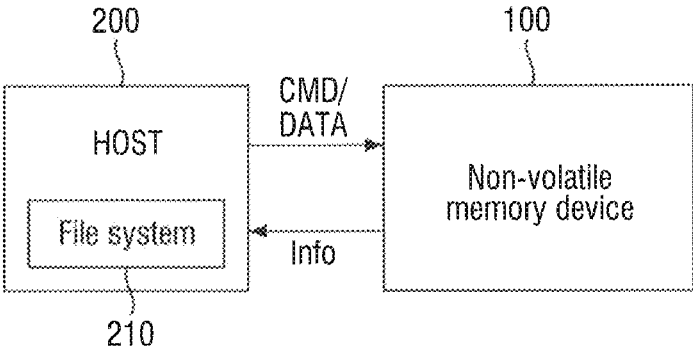 200
100
CMD/
DATA
HOST
Non-volatile
memory device
File system
Info
210